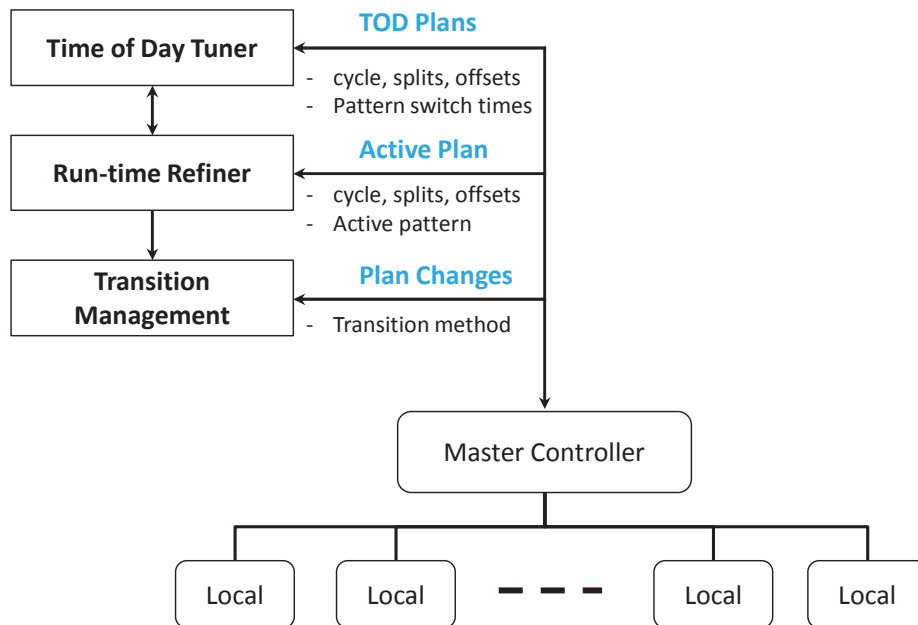 TOD Plans
Time of Day Tuner
- cycle, splits, offsets
- Pattern switch times
Active Plan
Run-time Refiner
- cycle, splits, offsets
- Active pattern
Plan Changes
Transition
Management
- Transition method
Master Controller
Local
Local
Local
Local